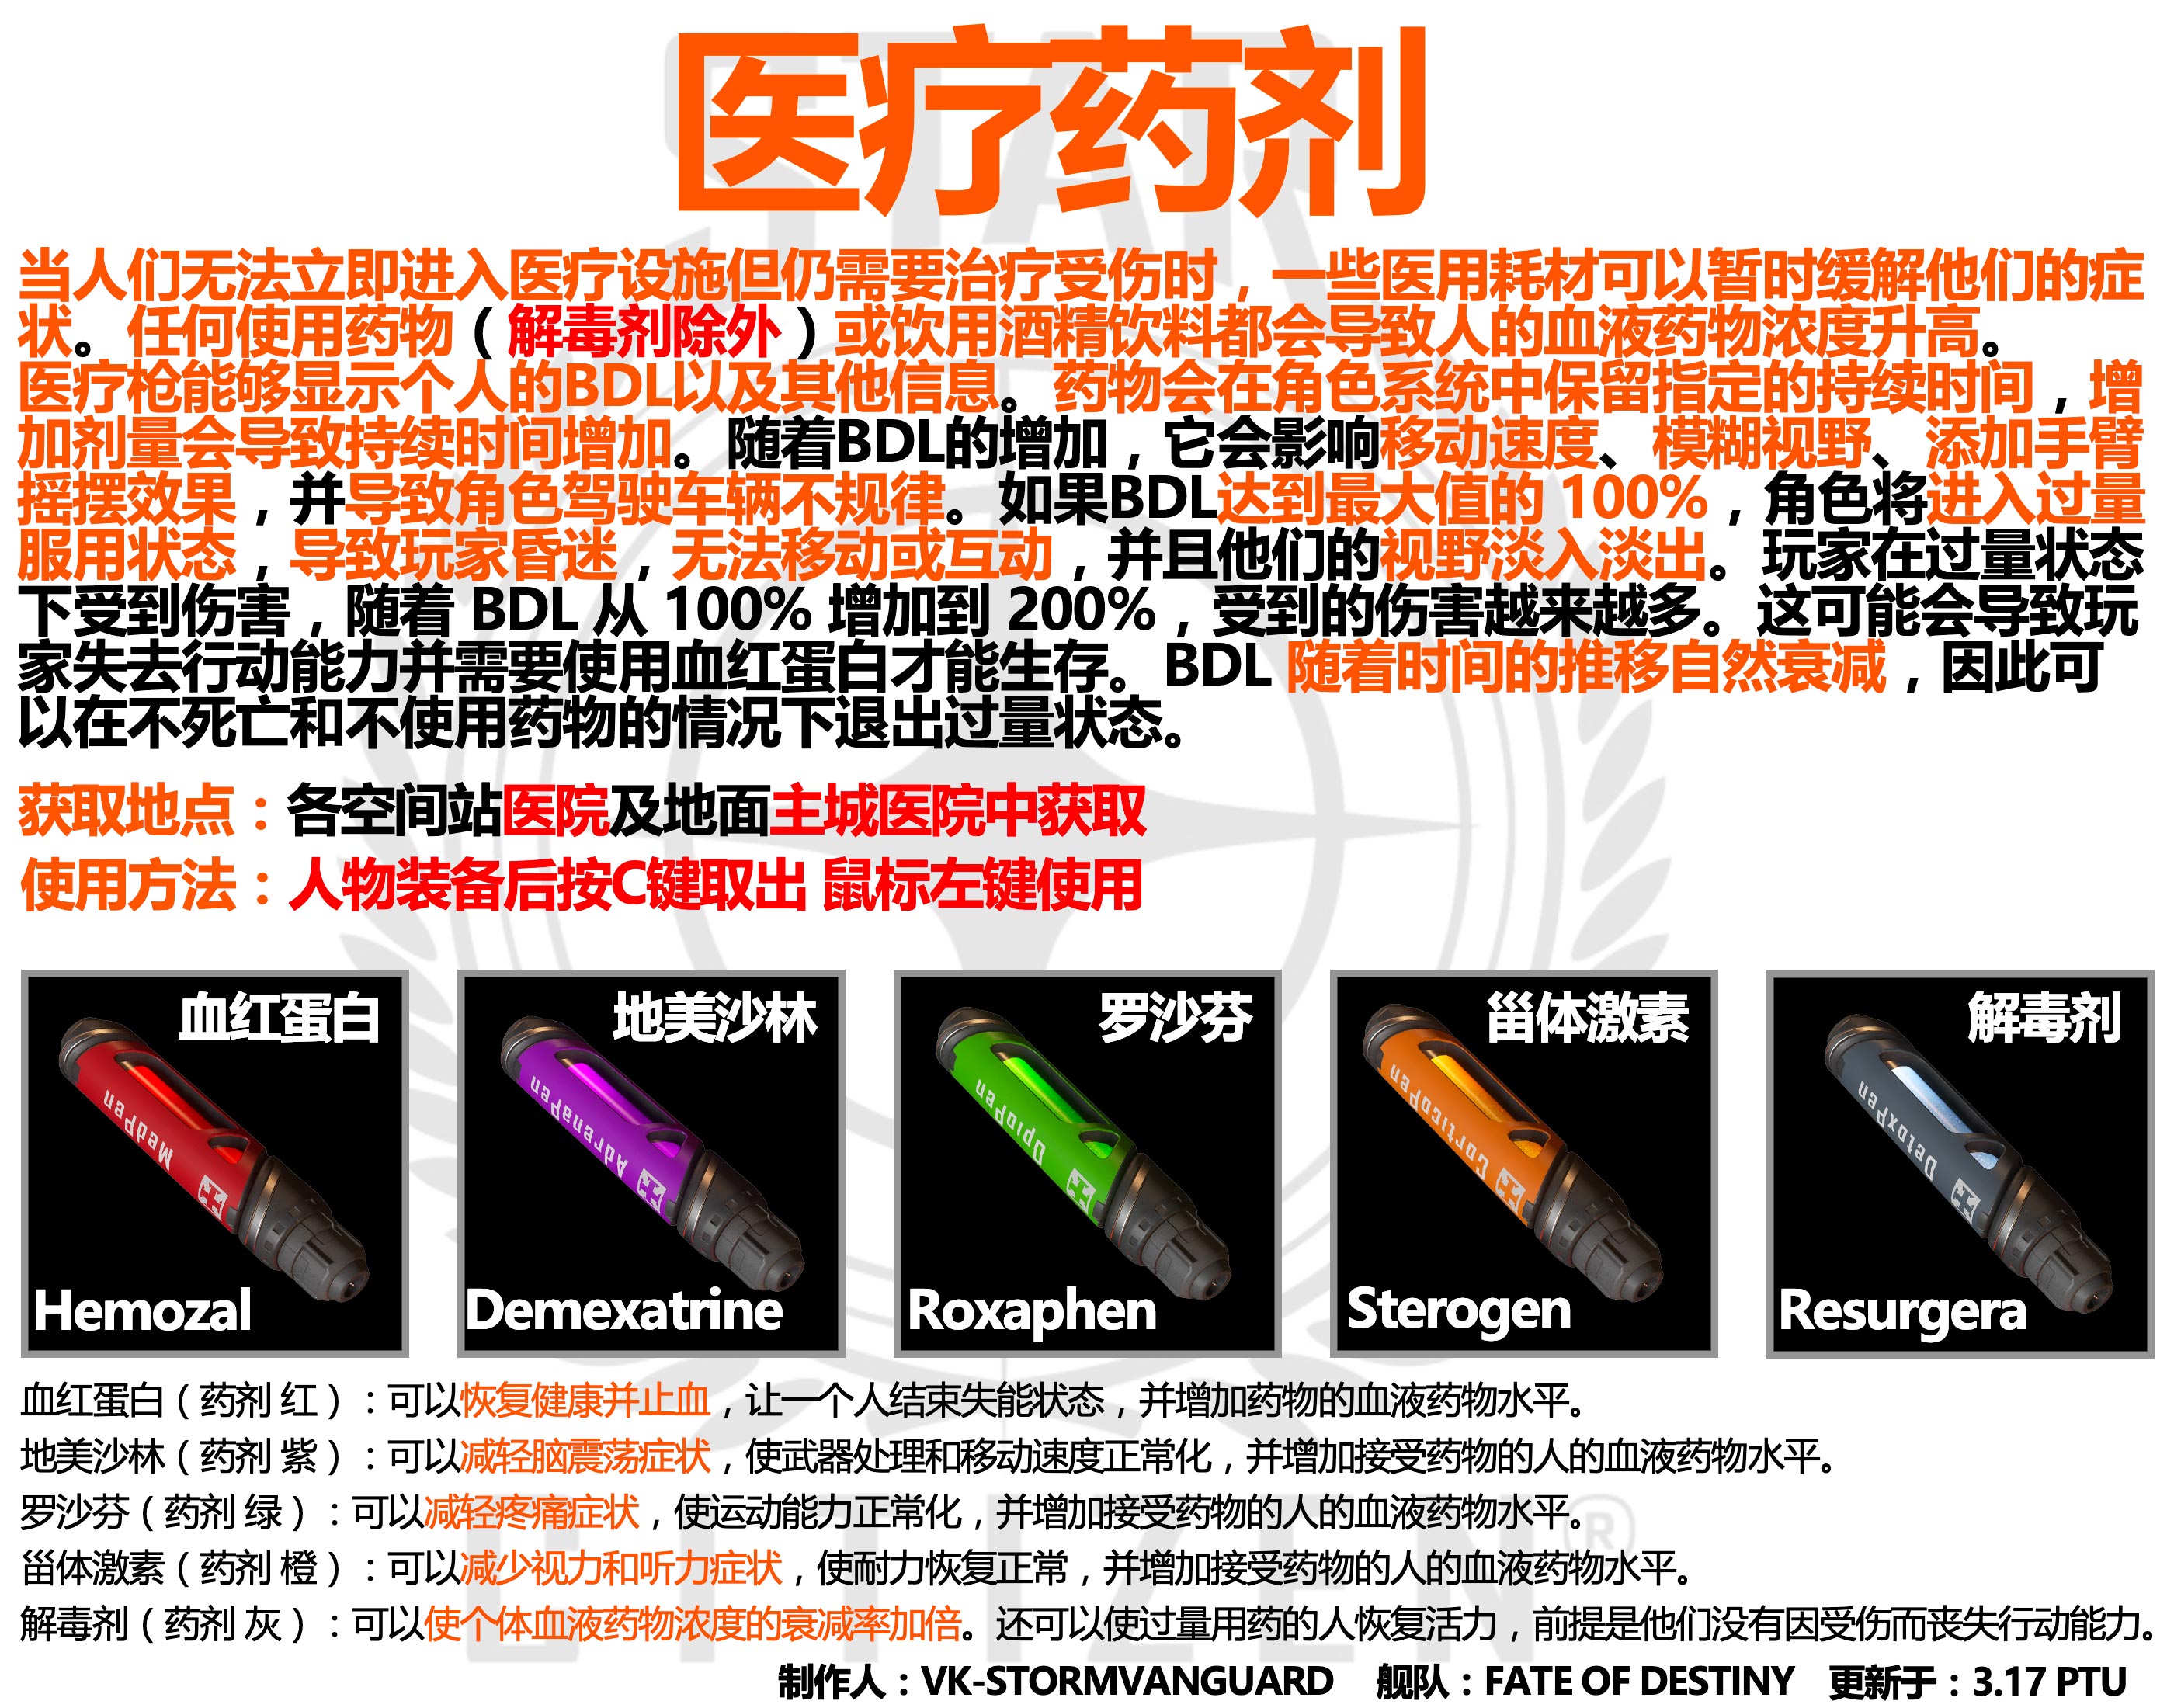 医疗药剂
当人们无法立即进入医疗设施但仍需要治疗受伤时，一些医用耗材可以暂时缓解他们的症
状。任何使用药物（解毒剂除外）或饮用酒精饮料都会导致人的血液药物浓度升高。
医疗枪能够显示个人的BDL以及其他信息。药物会在角色系统中保留指定的持续时间，增
加剂量会导致持续时间增加。随着BDL的增加，它会影响移动速度、模糊视野、添加手臂
摇摆效果，并导致角色驾驶车辆不规律。如果BDL达到最大值的 100%，角色将进入过量
服用状态，导致玩家昏迷，无法移动或互动，并且他们的视野淡入淡出。玩家在过量状态
下受到伤害，随着 BDL 从 100% 增加到 200%，受到的伤害越来越多。这可能会导致玩
家失去行动能力并需要使用血红蛋白才能生存。BDL 随着时间的推移自然衰减，因此可
以在不死亡和不使用药物的情况下退出过量状态。
获取地点：各空间站医院及地面主城医院中获取
使用方法：人物装备后按C键取出 鼠标左键使用
血红蛋白
MedPen
Hemozal
地美沙林
AdrenaPen
Demexatrine
罗沙芬
OpioPen
Roxaphen
甾体激素
CorticoPen
Sterogen
解毒剂
DetoxPen
Resurgera
血红蛋白（药剂 红）：可以恢复健康并止血，让一个人结束失能状态，并增加药物的血液药物水平。
地美沙林（药剂 紫）：可以减轻脑震荡症状，使武器处理和移动速度正常化，并增加接受药物的人的血液药物水平。
罗沙芬（药剂 绿）：可以减轻疼痛症状，使运动能力正常化，并增加接受药物的人的血液药物水平。
甾体激素（药剂 橙）：可以减少视力和听力症状，使耐力恢复正常，并增加接受药物的人的血液药物水平。
解毒剂（药剂 灰）：可以使个体血液药物浓度的衰减率加倍。还可以使过量用药的人恢复活力，前提是他们没有因受伤而丧失行动能力。
制作人：VK-STORMVANGUARD 舰队：FATE OF DESTINY 更新于：3.17 PTU
STAR
CITIZEN®